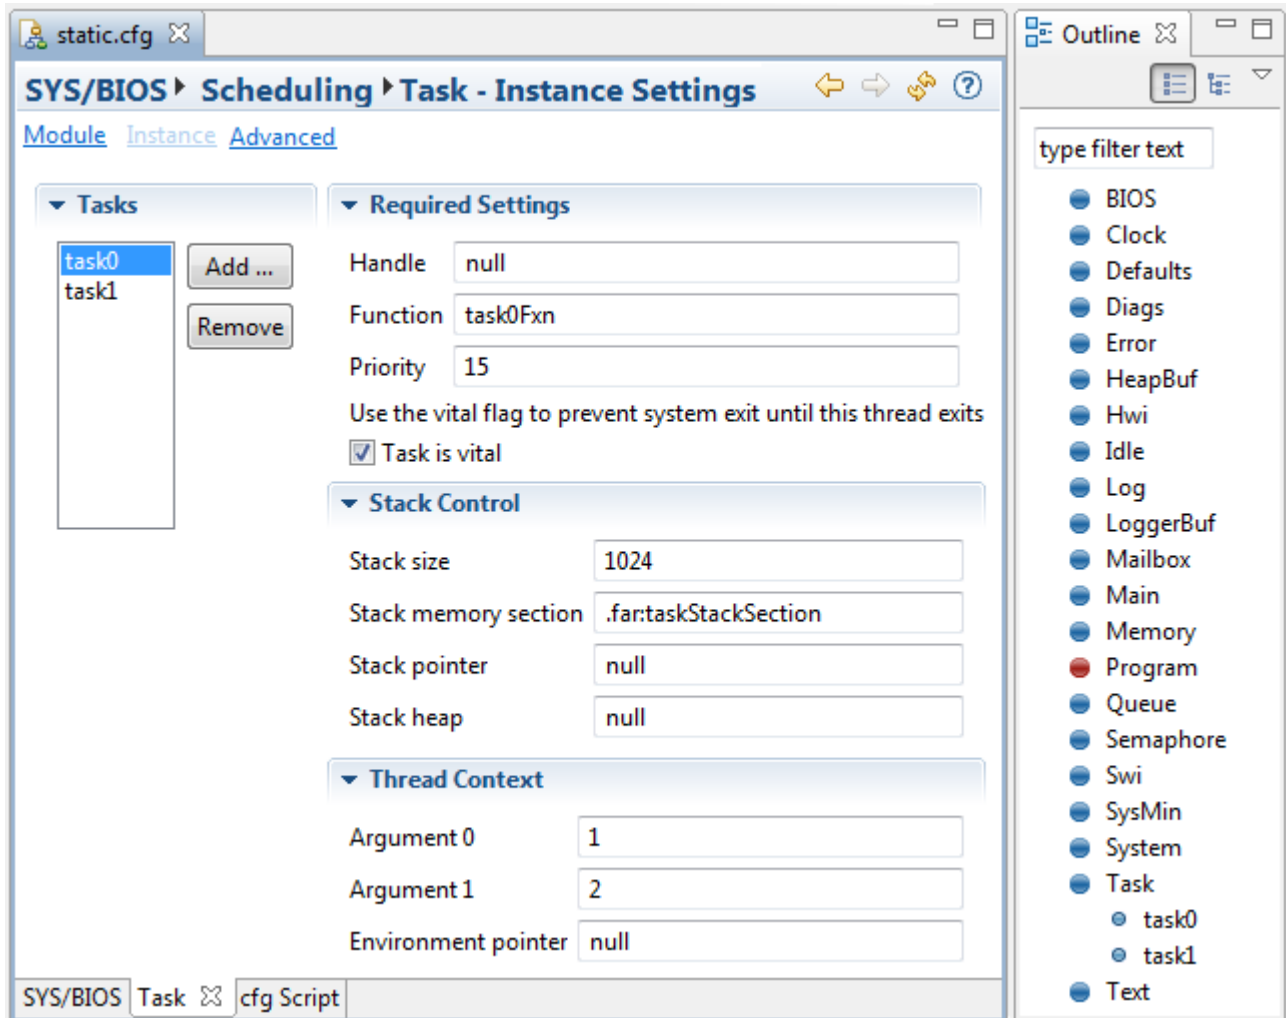 static.cfg
SYS/BIOS Scheduling Task - Instance Settings
Module Instance Advanced
Tasks
task0
task1
Add ...
Remove
Required Settings
Handle null
Function task0Fxn
Priority 15
Use the vital flag to prevent system exit until this thread exits
Task is vital
Stack Control
Stack size 1024
Stack memory section .far:taskStackSection
Stack pointer null
Stack heap null
Thread Context
Argument 0 1
Argument 1 2
Environment pointer null
SYS/BIOS Task cfg Script
Outline
type filter text
BIOS
Clock
Defaults
Diags
Error
HeapBuf
Hwi
Idle
Log
LoggerBuf
Mailbox
Main
Memory
Program
Queue
Semaphore
Swi
SysMin
System
Task
task0
task1
Text